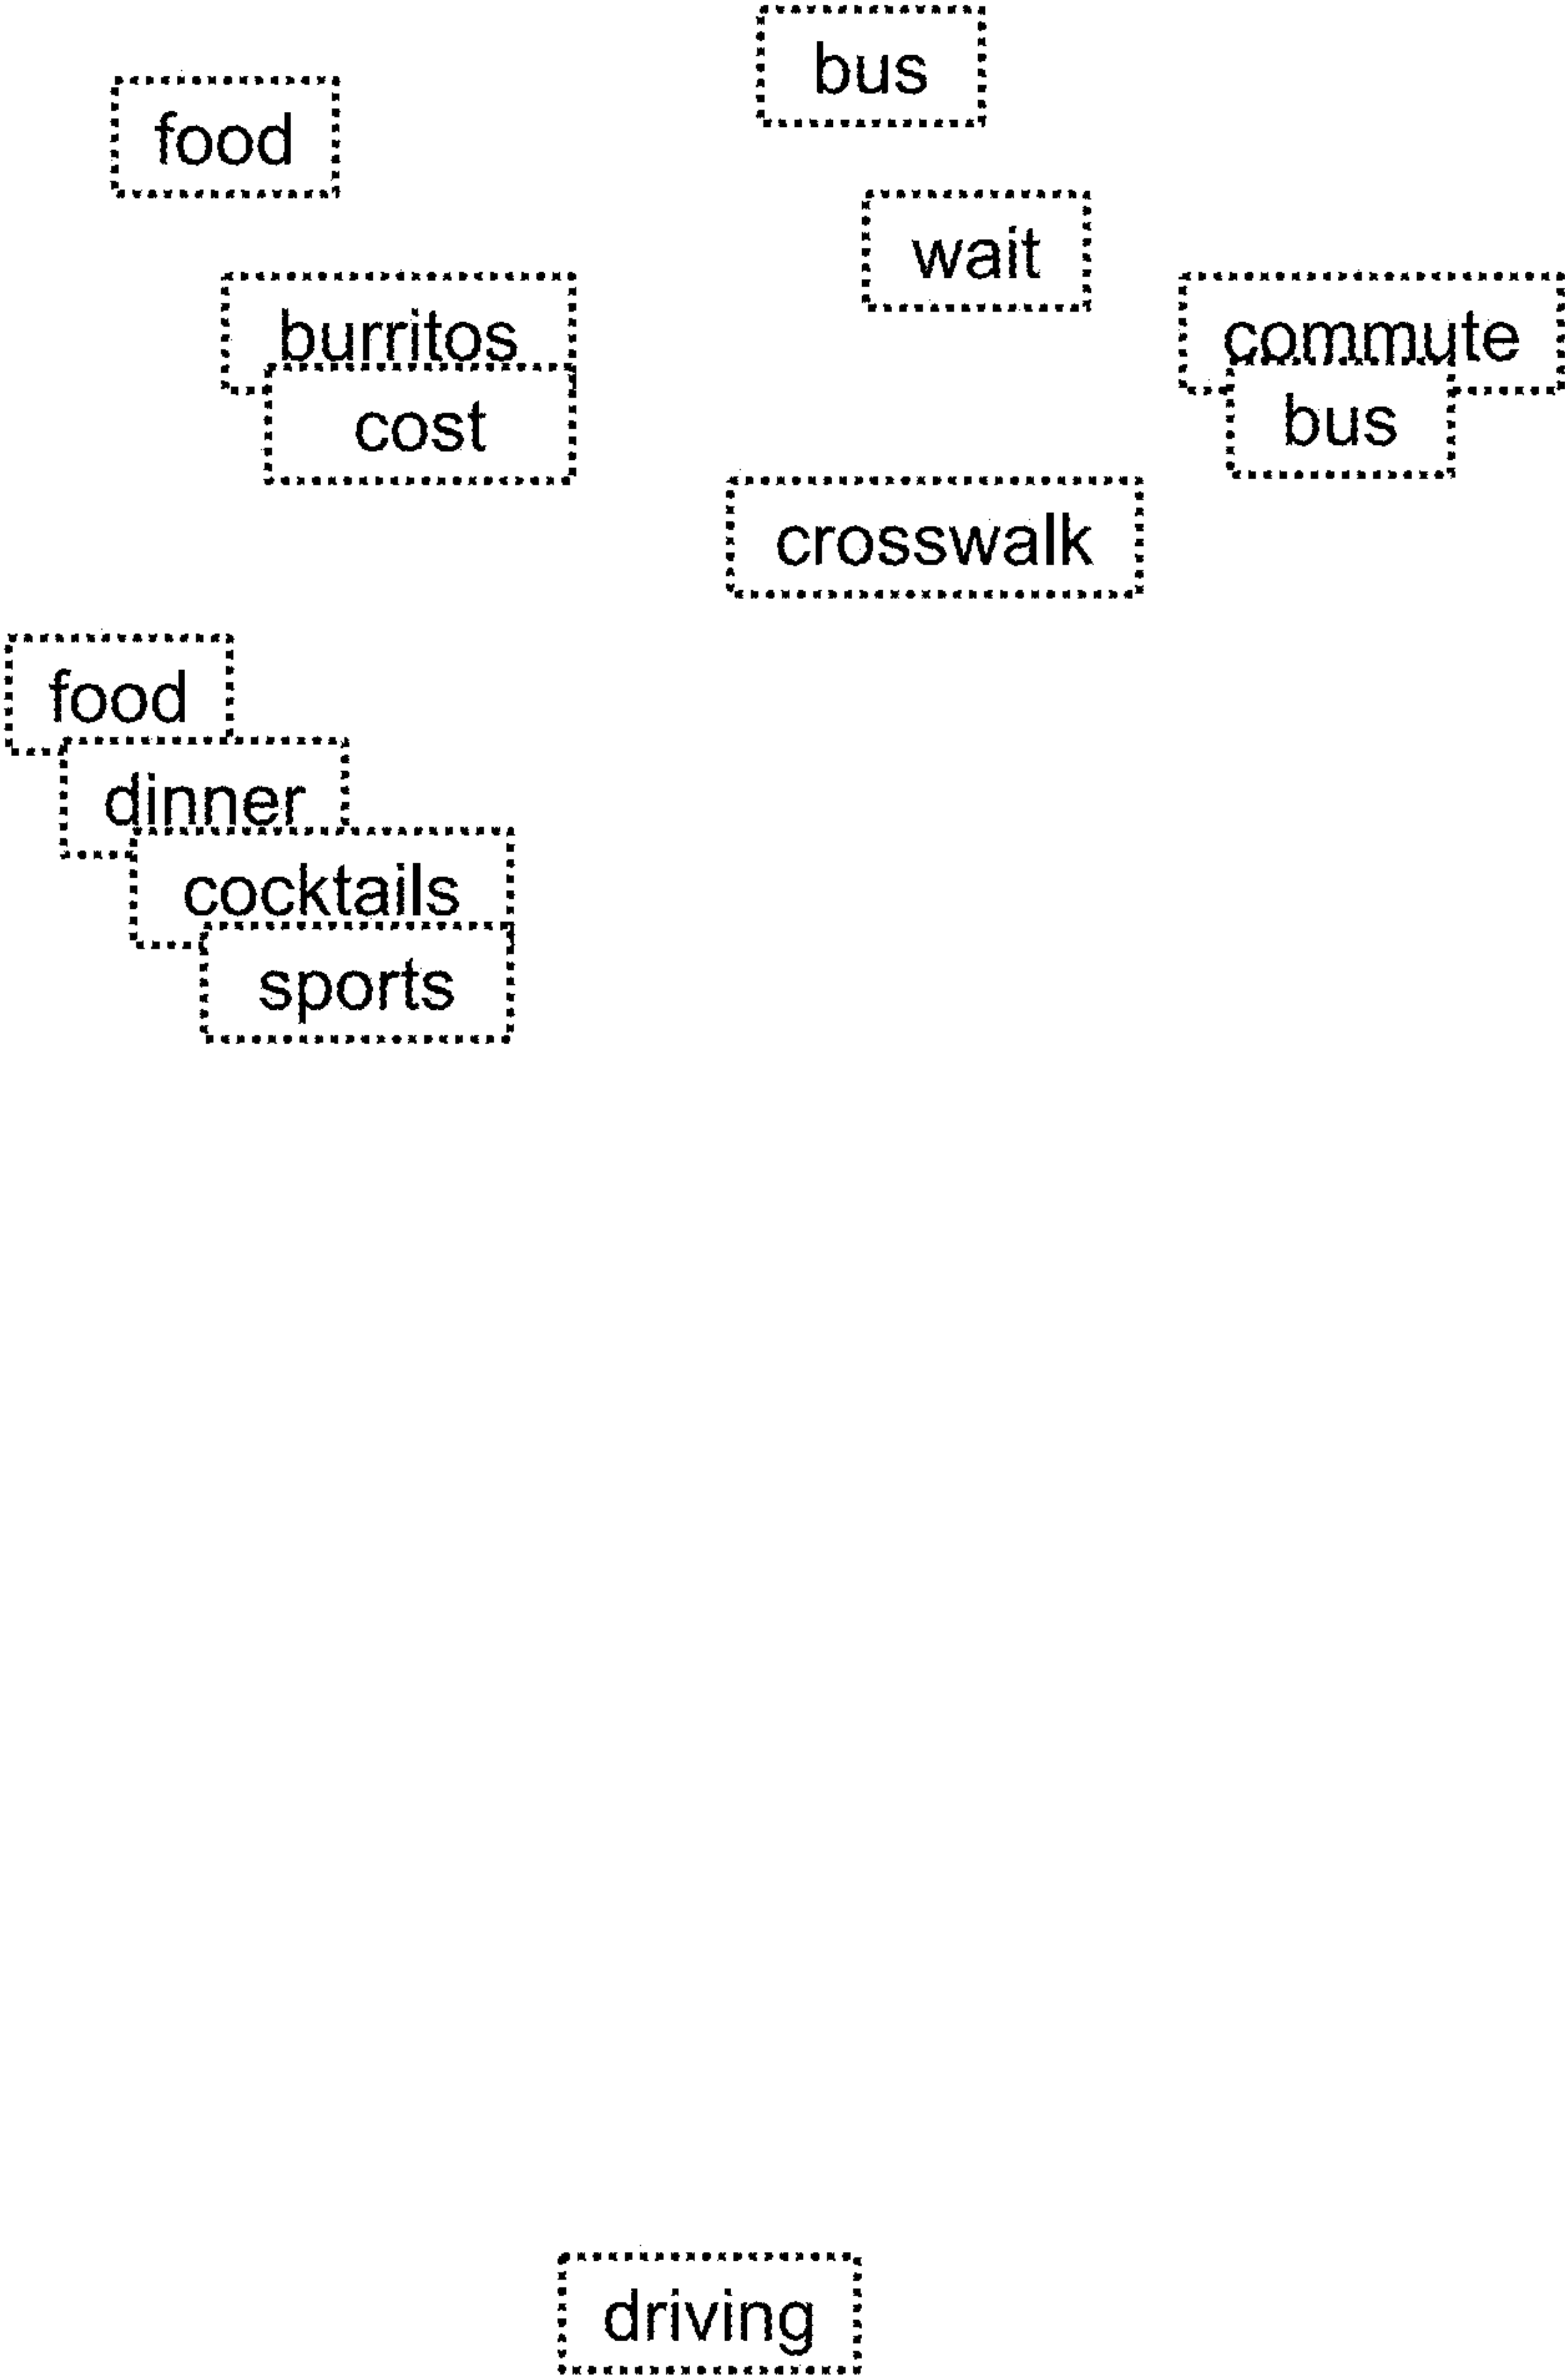 bus
food
wait
burritos
commute
cost
bus
crosswalk
food
dinner
cocktails
sports
driving